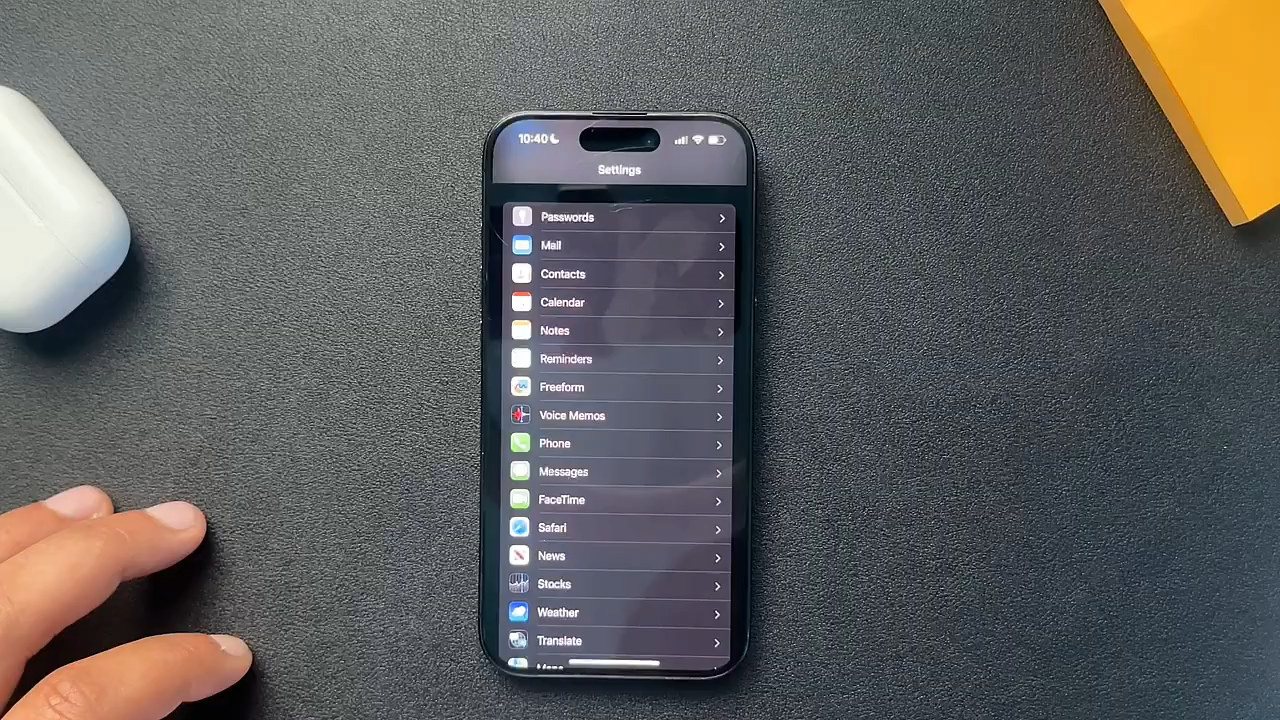 10:40
Settings
Passwords
Mail
Contacts
Calendar
Notes
Reminders
Freeform
Voice Memos
Phone
Messages
FaceTime
Safari
News
Stocks
Weather
Translate
Maps